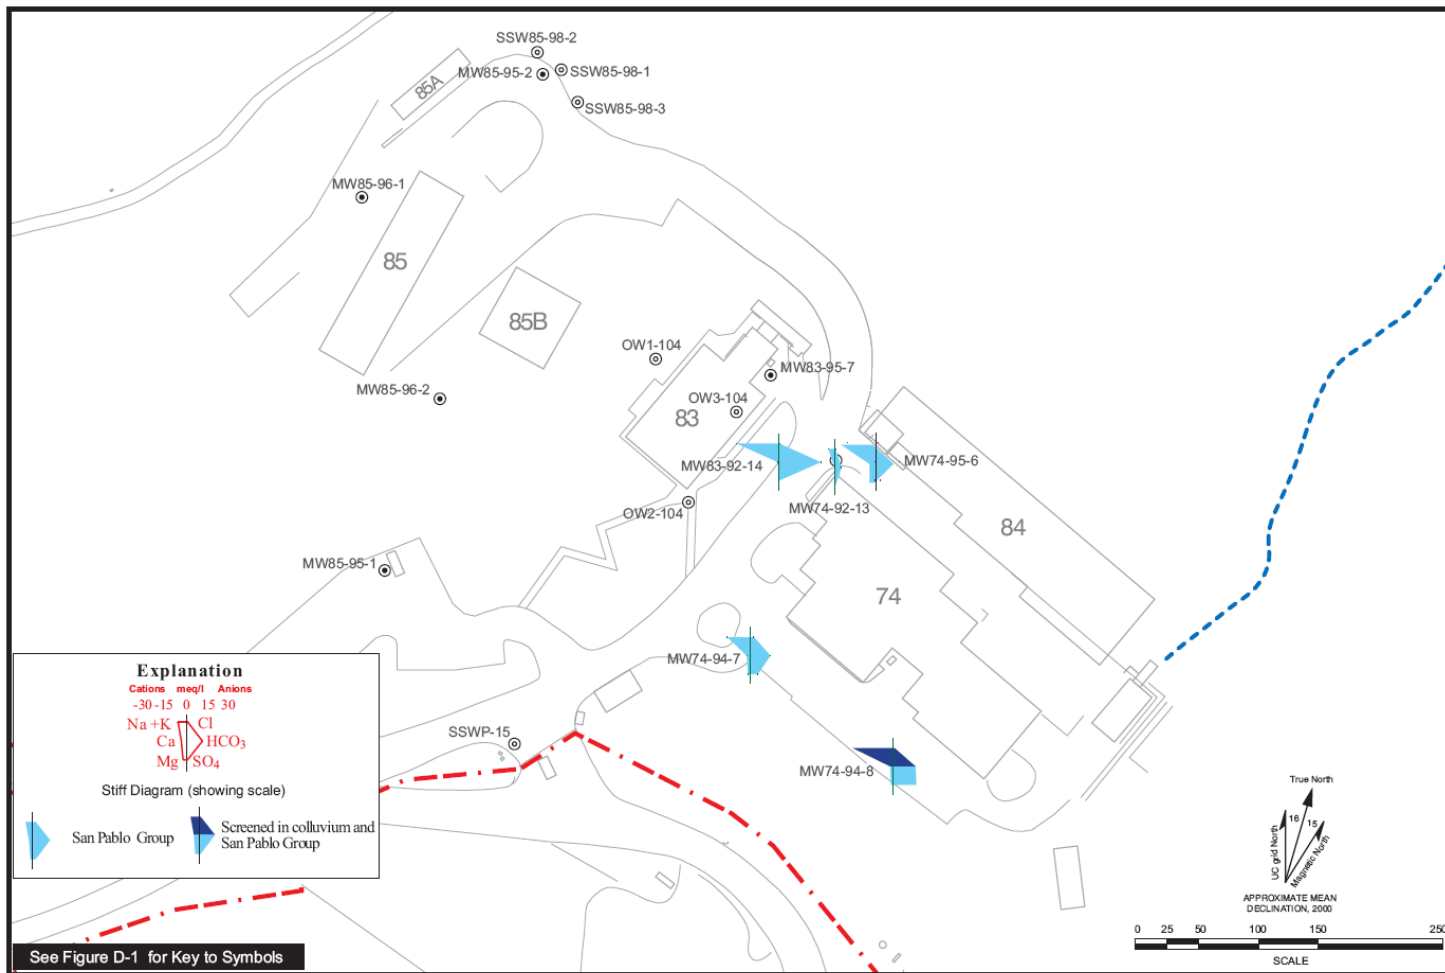 SSW85-98-2
MW85-95-2
SSW85-98-1
85A
SSW85-98-3
MW85-96-1
85
85B
OW1-104
MW83-95-7
MW85-96-2
OW3-104
83
MW83-92-14
MW74-95-6
MW74-92-13
OW2-104
84
MW85-95-1
74
MW74-94-7
SSWP-15
MW74-94-8
Explanation
Cations meq/l Anions
-30 -15 0 15 30
Na +K Cl
Ca HCO3
Mg SO4
Stiff Diagram (showing scale)
San Pablo Group
Screened in colluvium and
San Pablo Group
See Figure D-1 for Key to Symbols
True North
16
15
UC grid North
Magnetic North
APPROXIMATE MEAN
DECLINATION, 2000
0 25 50 100 150 250
SCALE